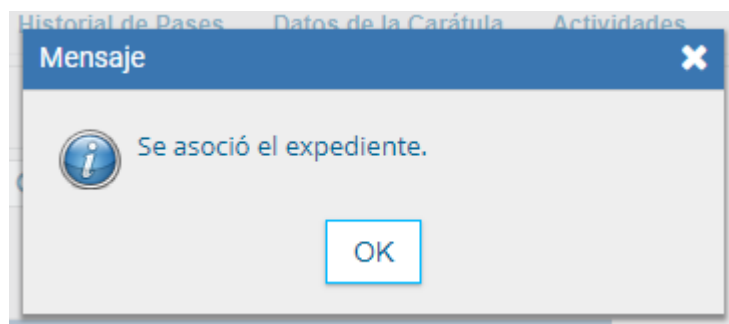 Historial de Pases Datos de la Carátula Actividades
Mensaje
Se asoció el expediente.
OK